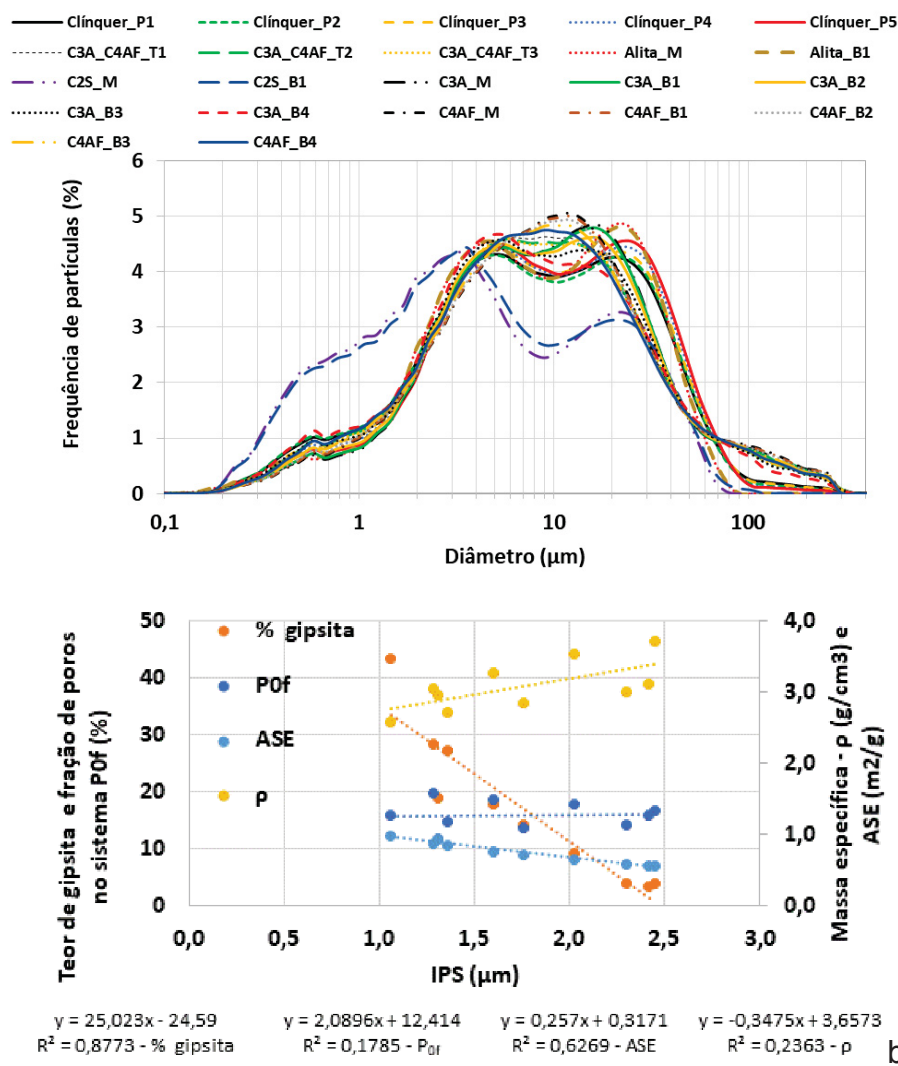 Clínquer_P1 Clínquer_P2 Clínquer_P3 Clínquer_P4 Clínquer_P5
C3A_C4AF_T1 C3A_C4AF_T2 C3A_C4AF_T3 Alita_M Alita_B1
C2S_M C2S_B1 C3A_M C3A_B1 C3A_B2
C3A_B3 C3A_B4 C4AF_M C4AF_B1 C4AF_B2
C4AF_B3 C4AF_B4
Frequência de partículas (%)
6
5
4
3
2
1
0
0,1 1 10 100
Diâmetro (µm)
Teor de gipsita e fração de poros
no sistema P0f (%)
50
40
30
20
10
0
% gipsita
P0f
ASE
ρ
4,0
3,0
2,0
1,0
0,0
Massa específica - ρ (g/cm3) e
ASE (m2/g)
0,0 0,5 1,0 1,5 2,0 2,5 3,0
IPS (µm)
y = 25,023x - 24,59 y = 2,0896x + 12,414 y = 0,257x + 0,3171 y = -0,3475x + 3,6573
R² = 0,8773 - % gipsita R² = 0,1785 - P0f R² = 0,6269 - ASE R² = 0,2363 - ρ
b